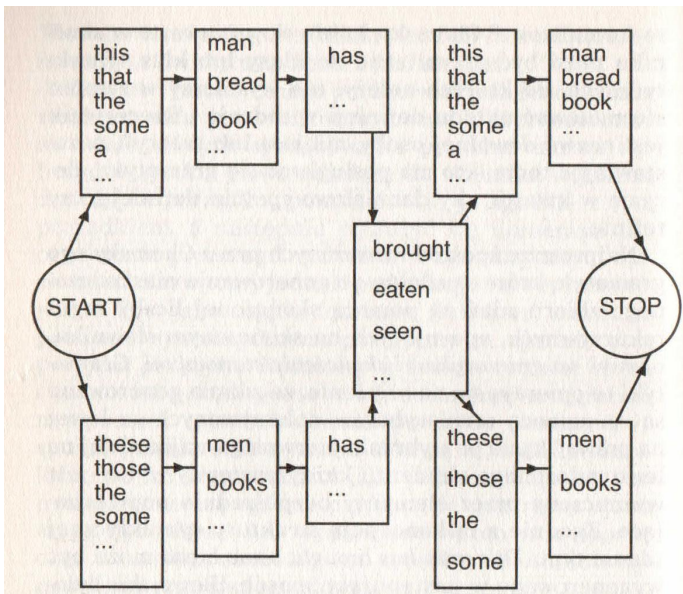 this
that
the
some
a
...
man
bread
book
...
has
...
this
that
the
some
a
....
man
bread
book
...
brought
eaten
seen
...
START
STOP
these
those
the
some
...
men
books
...
...
has
...
these
those
the
some
men
books
...
...